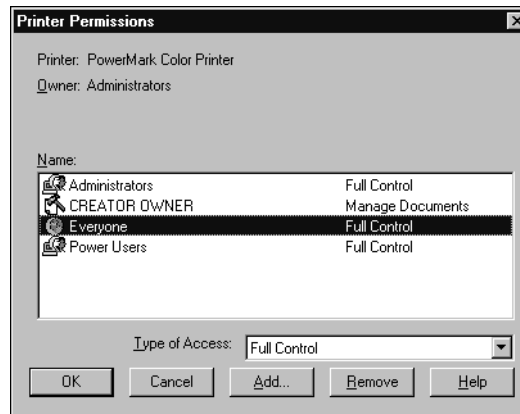 Printer Permissions
Printer: PowerMark Color Printer
Owner: Administrators
Name:
Administrators Full Control
CREATOR OWNER Manage Documents
Everyone Full Control
Power Users Full Control
Type of Access: Full Control
OK Cancel Add... Remove Help